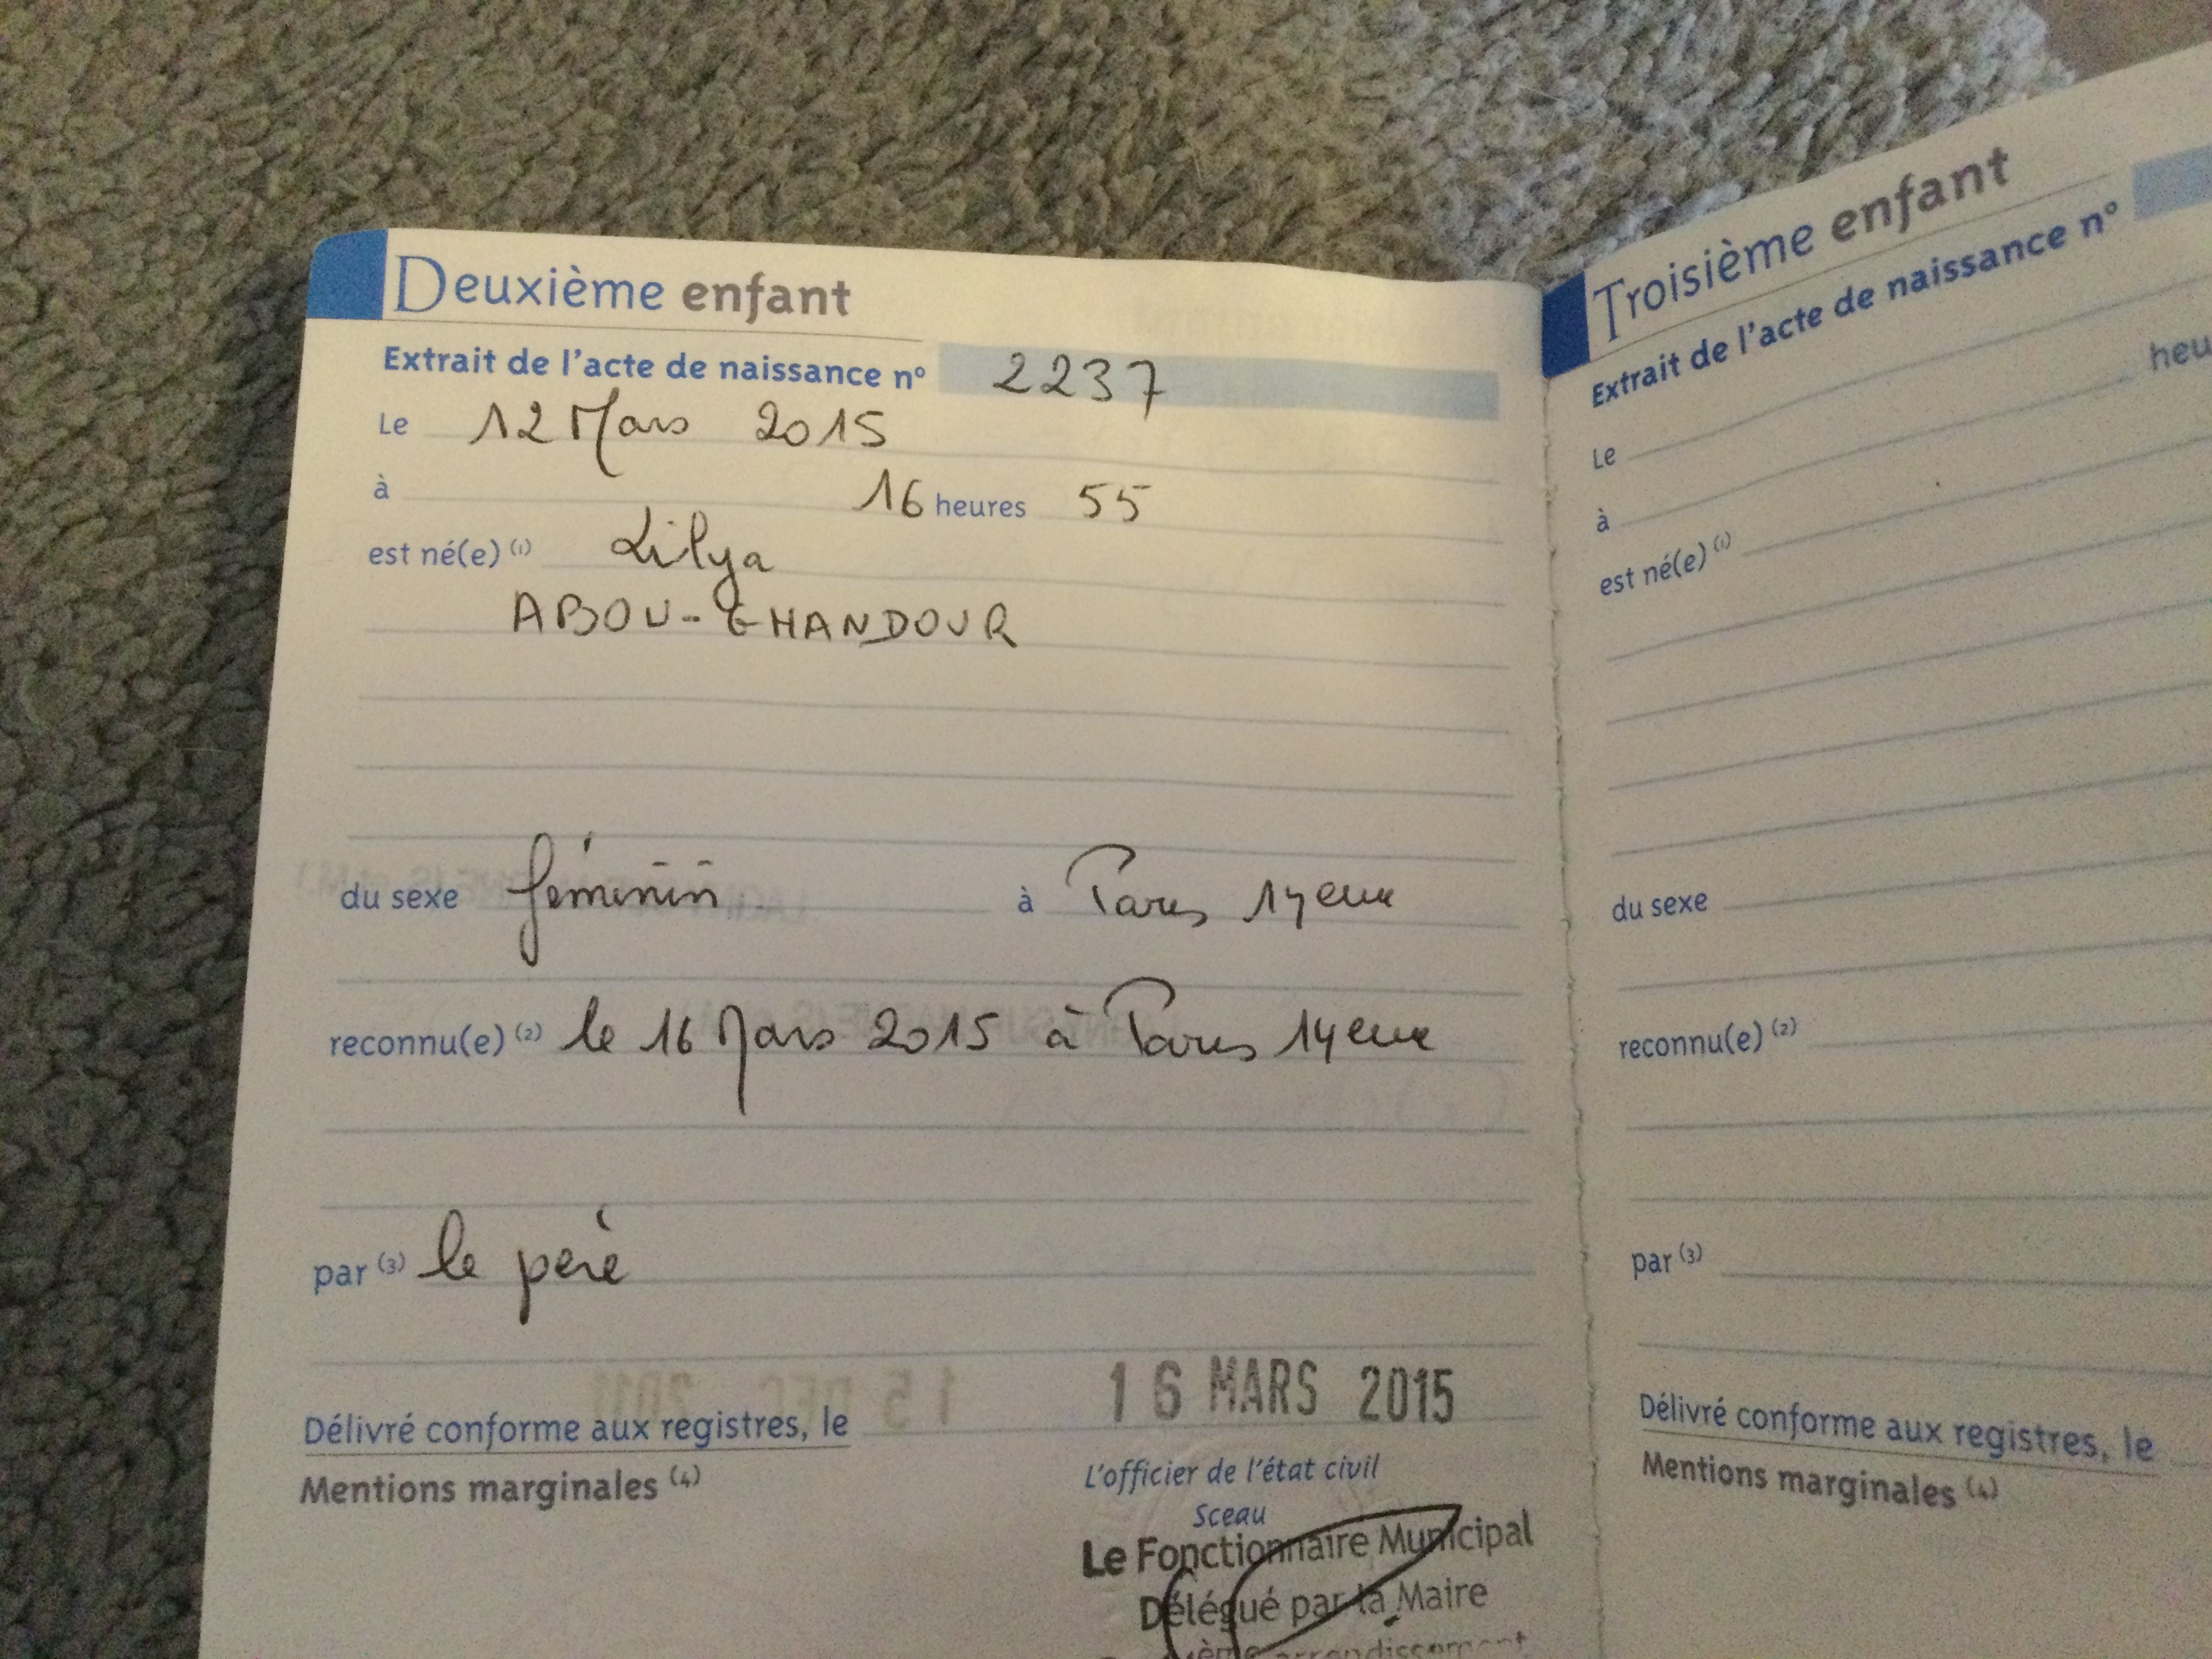 Deuxième enfant
Extrait de l'acte de naissance n° 2237
Le 12 Mars 2015
à 16 heures 55
est né(e) (1) Lilya
ABOU-GHANDOUR
du sexe féminin à Paris 14eme
reconnu(e) (2) le 16 Mars 2015 à Paris 14eme
par (3) le père
16 MARS 2015
Délivré conforme aux registres, le
Mentions marginales (4)
L'officier de l'état civil
Sceau
Le Fonctionnaire Municipal
Délégué par la Maire
ème arrondissement
Troisième enfant
Extrait de l'acte de naissance n°
Le
à heu
est né(e) (1)
du sexe
reconnu(e) (2)
par (3)
Délivré conforme aux registres, le
Mentions marginales (4)